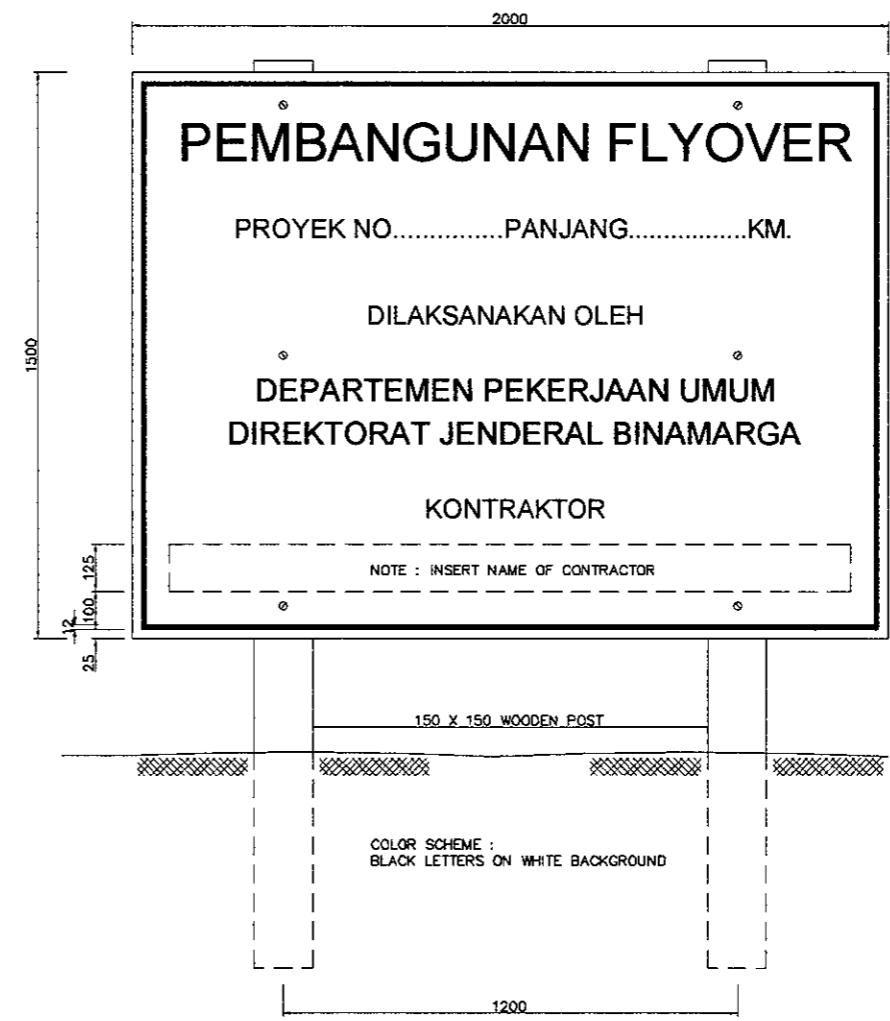 2000
PEMBANGUNAN FLYOVER
PROYEK NO...............PANJANG................KM.
DILAKSANAKAN OLEH
1500
DEPARTEMEN PEKERJAAN UMUM
DIREKTORAT JENDERAL BINAMARGA
KONTRAKTOR
125
NOTE : INSERT NAME OF CONTRACTOR
100
12
25
150 X 150 WOODEN POST
COLOR SCHEME :
BLACK LETTERS ON WHITE BACKGROUND
1200